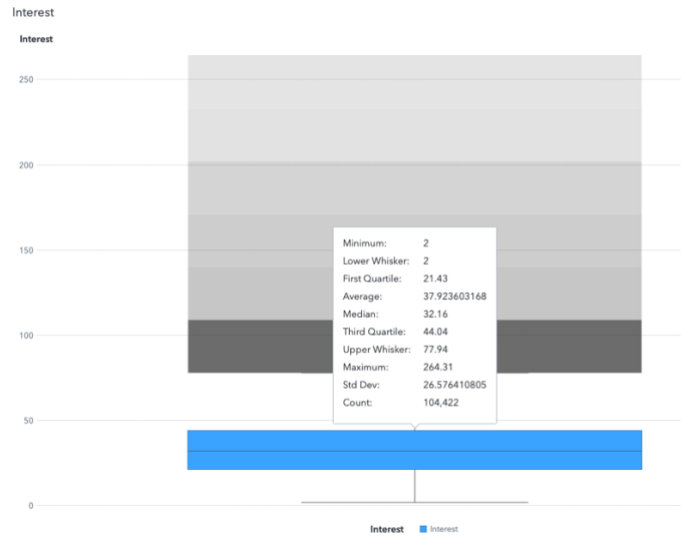 Interest
Interest
250
200
150
100
50
0
Minimum: 2
Lower Whisker: 2
First Quartile: 21.43
Average: 37.923603168
Median: 32.16
Third Quartile: 44.04
Upper Whisker: 77.94
Maximum: 264.31
Std Dev: 26.576410805
Count: 104,422
Interest Interest